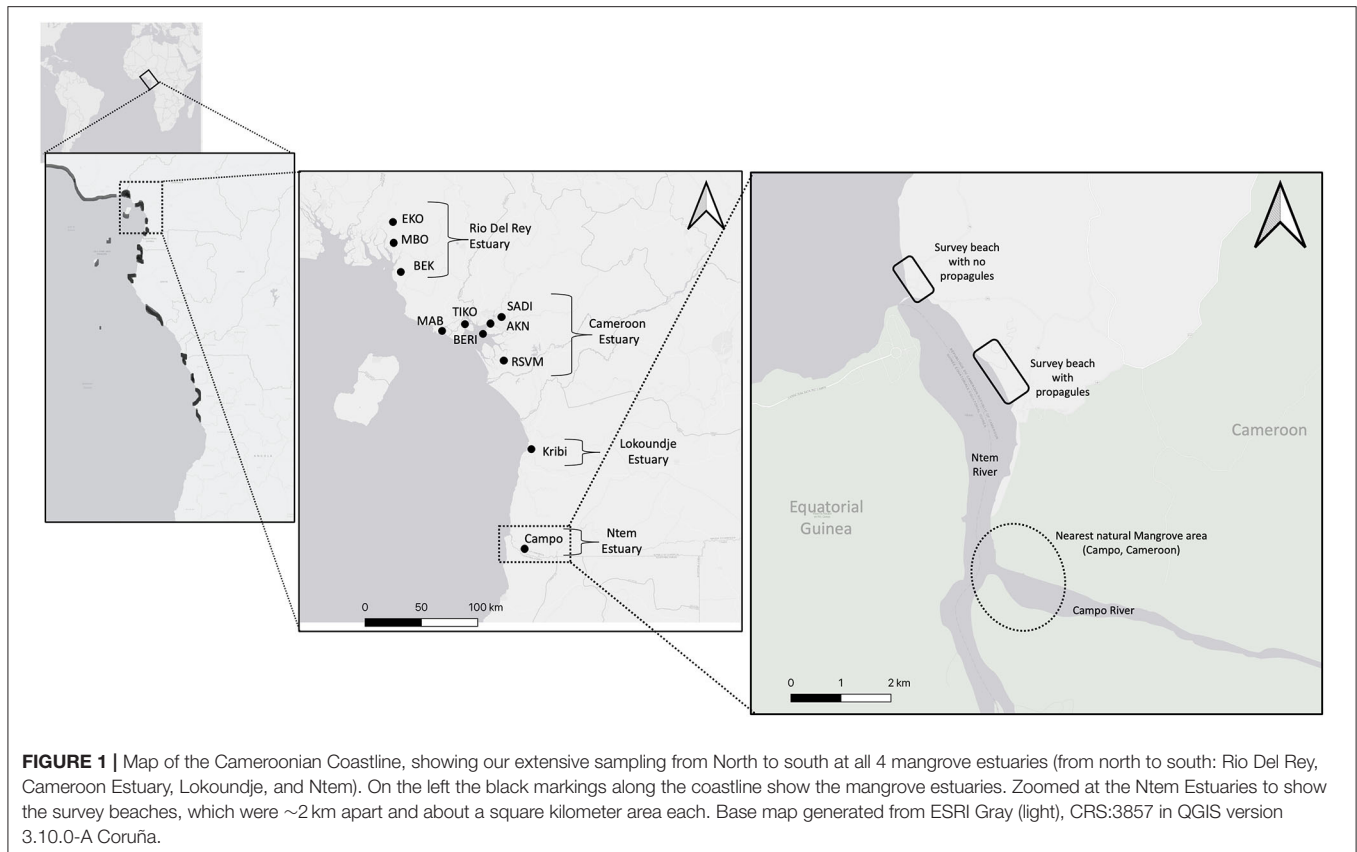 EKO
MBO
BEK
Rio Del Rey
Estuary
MAB
TIKO
BERI
SADI
AKN
RSVM
Cameroon
Estuary
Kribi
Lokoundje
Estuary
Campo
Ntem
Estuary
0 50 100 km
Survey beach
with no
propagules
Survey beach
with
propagules
Cameroon
Ntem
River
Equatorial
Guinea
Nearest natural Mangrove area
(Campo, Cameroon)
Campo River
0 1 2 km
FIGURE 1 | Map of the Cameroonian Coastline, showing our extensive sampling from North to south at all 4 mangrove estuaries (from north to south: Rio Del Rey,
Cameroon Estuary, Lokoundje, and Ntem). On the left the black markings along the coastline show the mangrove estuaries. Zoomed at the Ntem Estuaries to show
the survey beaches, which were ~2 km apart and about a square kilometer area each. Base map generated from ESRI Gray (light), CRS:3857 in QGIS version
3.10.0-A Coruña.